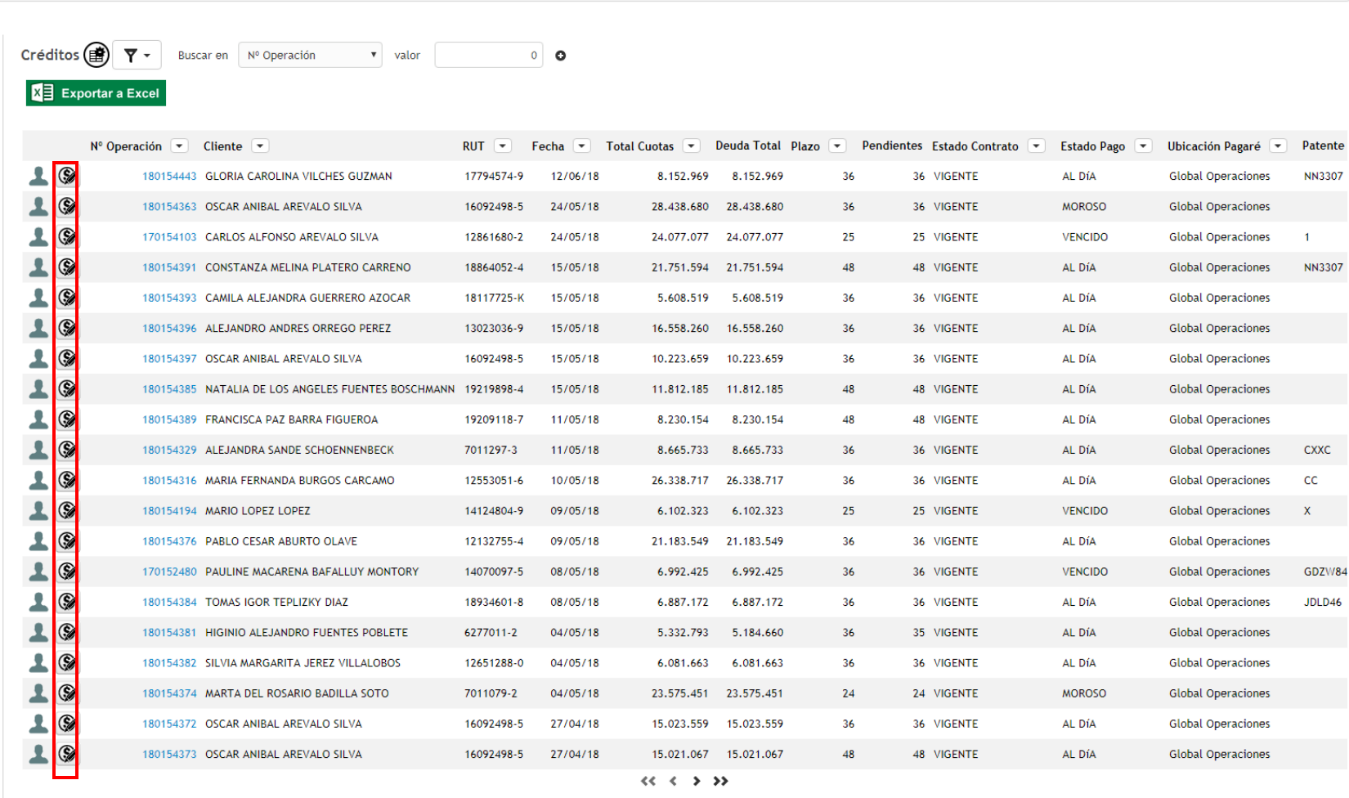 Créditos Buscar en Nº Operación valor 0
Exportar a Excel
Nº Operación Cliente RUT Fecha Total Cuotas Deuda Total Plazo Pendientes Estado Contrato Estado Pago Ubicación Pagaré Patente
180154443 GLORIA CAROLINA VILCHES GUZMAN 17794574-9 12/06/18 8.152.969 8.152.969 36 36 VIGENTE AL DÍA Global Operaciones NN3307
180154363 OSCAR ANIBAL AREVALO SILVA 16092498-5 24/05/18 28.438.680 28.438.680 36 36 VIGENTE MOROSO Global Operaciones
170154103 CARLOS ALFONSO AREVALO SILVA 12861680-2 24/05/18 24.077.077 24.077.077 25 25 VIGENTE VENCIDO Global Operaciones 1
180154391 CONSTANZA MELINA PLATERO CARRENO 18864052-4 15/05/18 21.751.594 21.751.594 48 48 VIGENTE AL DÍA Global Operaciones NN3307
180154393 CAMILA ALEJANDRA GUERRERO AZOCAR 18117725-K 15/05/18 5.608.519 5.608.519 36 36 VIGENTE AL DÍA Global Operaciones
180154396 ALEJANDRO ANDRES ORREGO PEREZ 13023036-9 15/05/18 16.558.260 16.558.260 36 36 VIGENTE AL DÍA Global Operaciones
180154397 OSCAR ANIBAL AREVALO SILVA 16092498-5 15/05/18 10.223.659 10.223.659 36 36 VIGENTE AL DÍA Global Operaciones
180154385 NATALIA DE LOS ANGELES FUENTES BOSCHMANN 19219898-4 15/05/18 11.812.185 11.812.185 48 48 VIGENTE AL DÍA Global Operaciones
180154389 FRANCISCA PAZ BARRA FIGUEROA 19209118-7 11/05/18 8.230.154 8.230.154 48 48 VIGENTE AL DÍA Global Operaciones
180154329 ALEJANDRA SANDE SCHOENNENBECK 7011297-3 11/05/18 8.665.733 8.665.733 36 36 VIGENTE AL DÍA Global Operaciones CXXC
180154316 MARIA FERNANDA BURGOS CARCAMO 12553051-6 10/05/18 26.338.717 26.338.717 36 36 VIGENTE AL DÍA Global Operaciones CC
180154194 MARIO LOPEZ LOPEZ 14124804-9 09/05/18 6.102.323 6.102.323 25 25 VIGENTE VENCIDO Global Operaciones X
180154376 PABLO CESAR ABURTO OLAVE 12132755-4 09/05/18 21.183.549 21.183.549 36 36 VIGENTE AL DÍA Global Operaciones
170152480 PAULINE MACARENA BAFALLUY MONTORY 14070097-5 08/05/18 6.992.425 6.992.425 36 36 VIGENTE VENCIDO Global Operaciones GDZW84
180154384 TOMAS IGOR TEPLIZKY DIAZ 18934601-8 08/05/18 6.887.172 6.887.172 36 36 VIGENTE AL DÍA Global Operaciones JDLD46
180154381 HIGINIO ALEJANDRO FUENTES POBLETE 6277011-2 04/05/18 5.332.793 5.184.660 36 35 VIGENTE AL DÍA Global Operaciones
180154382 SILVIA MARGARITA JEREZ VILLALOBOS 12651288-0 04/05/18 6.081.663 6.081.663 36 36 VIGENTE AL DÍA Global Operaciones
180154374 MARTA DEL ROSARIO BADILLA SOTO 7011079-2 04/05/18 23.575.451 23.575.451 24 24 VIGENTE MOROSO Global Operaciones
180154372 OSCAR ANIBAL AREVALO SILVA 16092498-5 27/04/18 15.023.559 15.023.559 36 36 VIGENTE AL DÍA Global Operaciones
180154373 OSCAR ANIBAL AREVALO SILVA 16092498-5 27/04/18 15.021.067 15.021.067 48 48 VIGENTE AL DÍA Global Operaciones